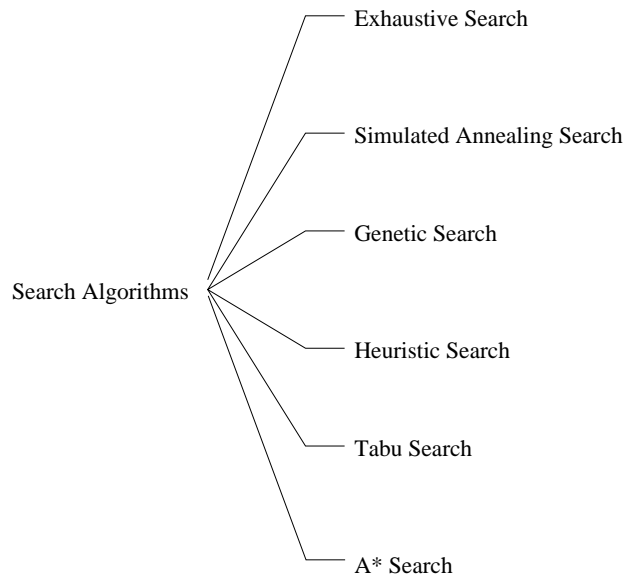 Exhaustive Search
Simulated Annealing Search
Genetic Search
Search Algorithms
Heuristic Search
Tabu Search
A* Search